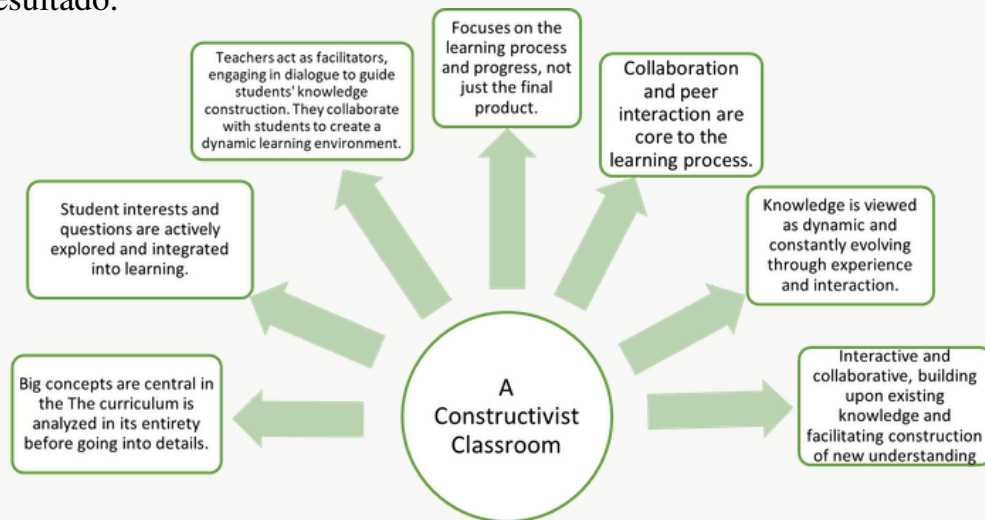 Focuses on the
learning process
and progress, not
just the final
product.
Teachers act as facilitators,
engaging in dialogue to guide
students' knowledge
construction. They collaborate
with students to create a
dynamic learning environment.
Collaboration
and peer
interaction are
core to the
learning process.
Student interests and
questions are actively
explored and integrated
into learning.
Knowledge is viewed
as dynamic and
constantly evolving
through experience
and interaction.
Big concepts are central in
the The curriculum is
analyzed in its entirety
before going into details.
A
Constructivist
Classroom
Interactive and
collaborative, building
upon existing
knowledge and
facilitating construction
of new understanding